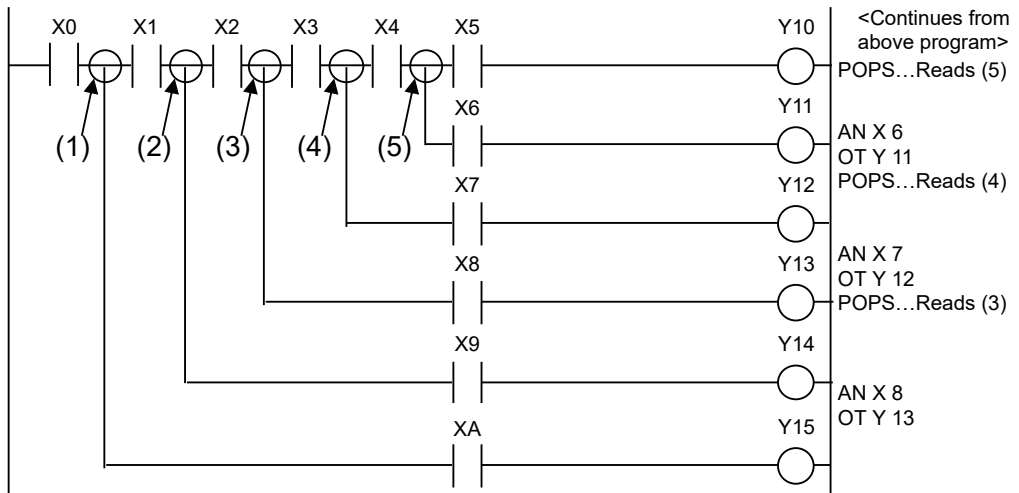 X0 X1 X2 X3 X4 X5 Y10
<Continues from
above program>
POPS…Reads (5)
X6 Y11
(1) (2) (3) (4) (5)
AN X 6
OT Y 11
POPS…Reads (4)
X7 Y12
X8 Y13
AN X 7
OT Y 12
POPS…Reads (3)
X9 Y14
AN X 8
OT Y 13
XA Y15